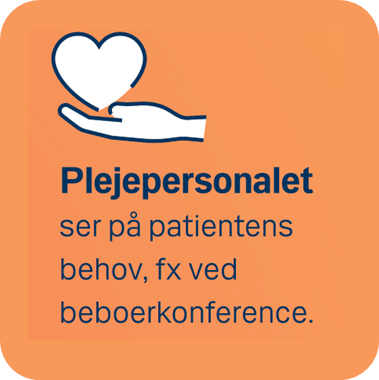 Plejepersonalet
ser på patientens
behov, fx ved
beboerkonference.